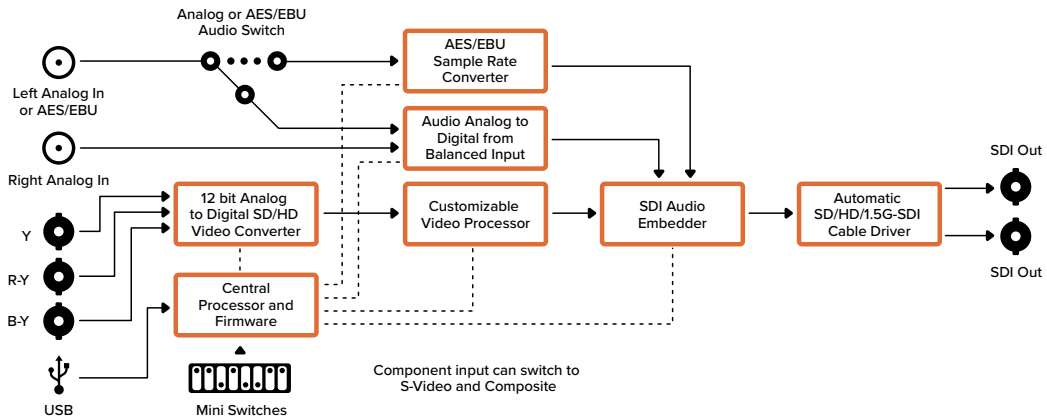 Analog or AES/EBU
Audio Switch
AES/EBU
Sample Rate
Converter
Left Analog In
or AES/EBU
Audio Analog to
Digital from
Balanced Input
Right Analog In
SDI Out
12 bit Analog
to Digital SD/HD
Video Converter
Customizable
Video Processor
SDI Audio
Embedder
Automatic
SD/HD/1.5G-SDI
Cable Driver
Y
R-Y
B-Y
SDI Out
Central
Processor and
Firmware
Component input can switch to
S-Video and Composite
USB
Mini Switches